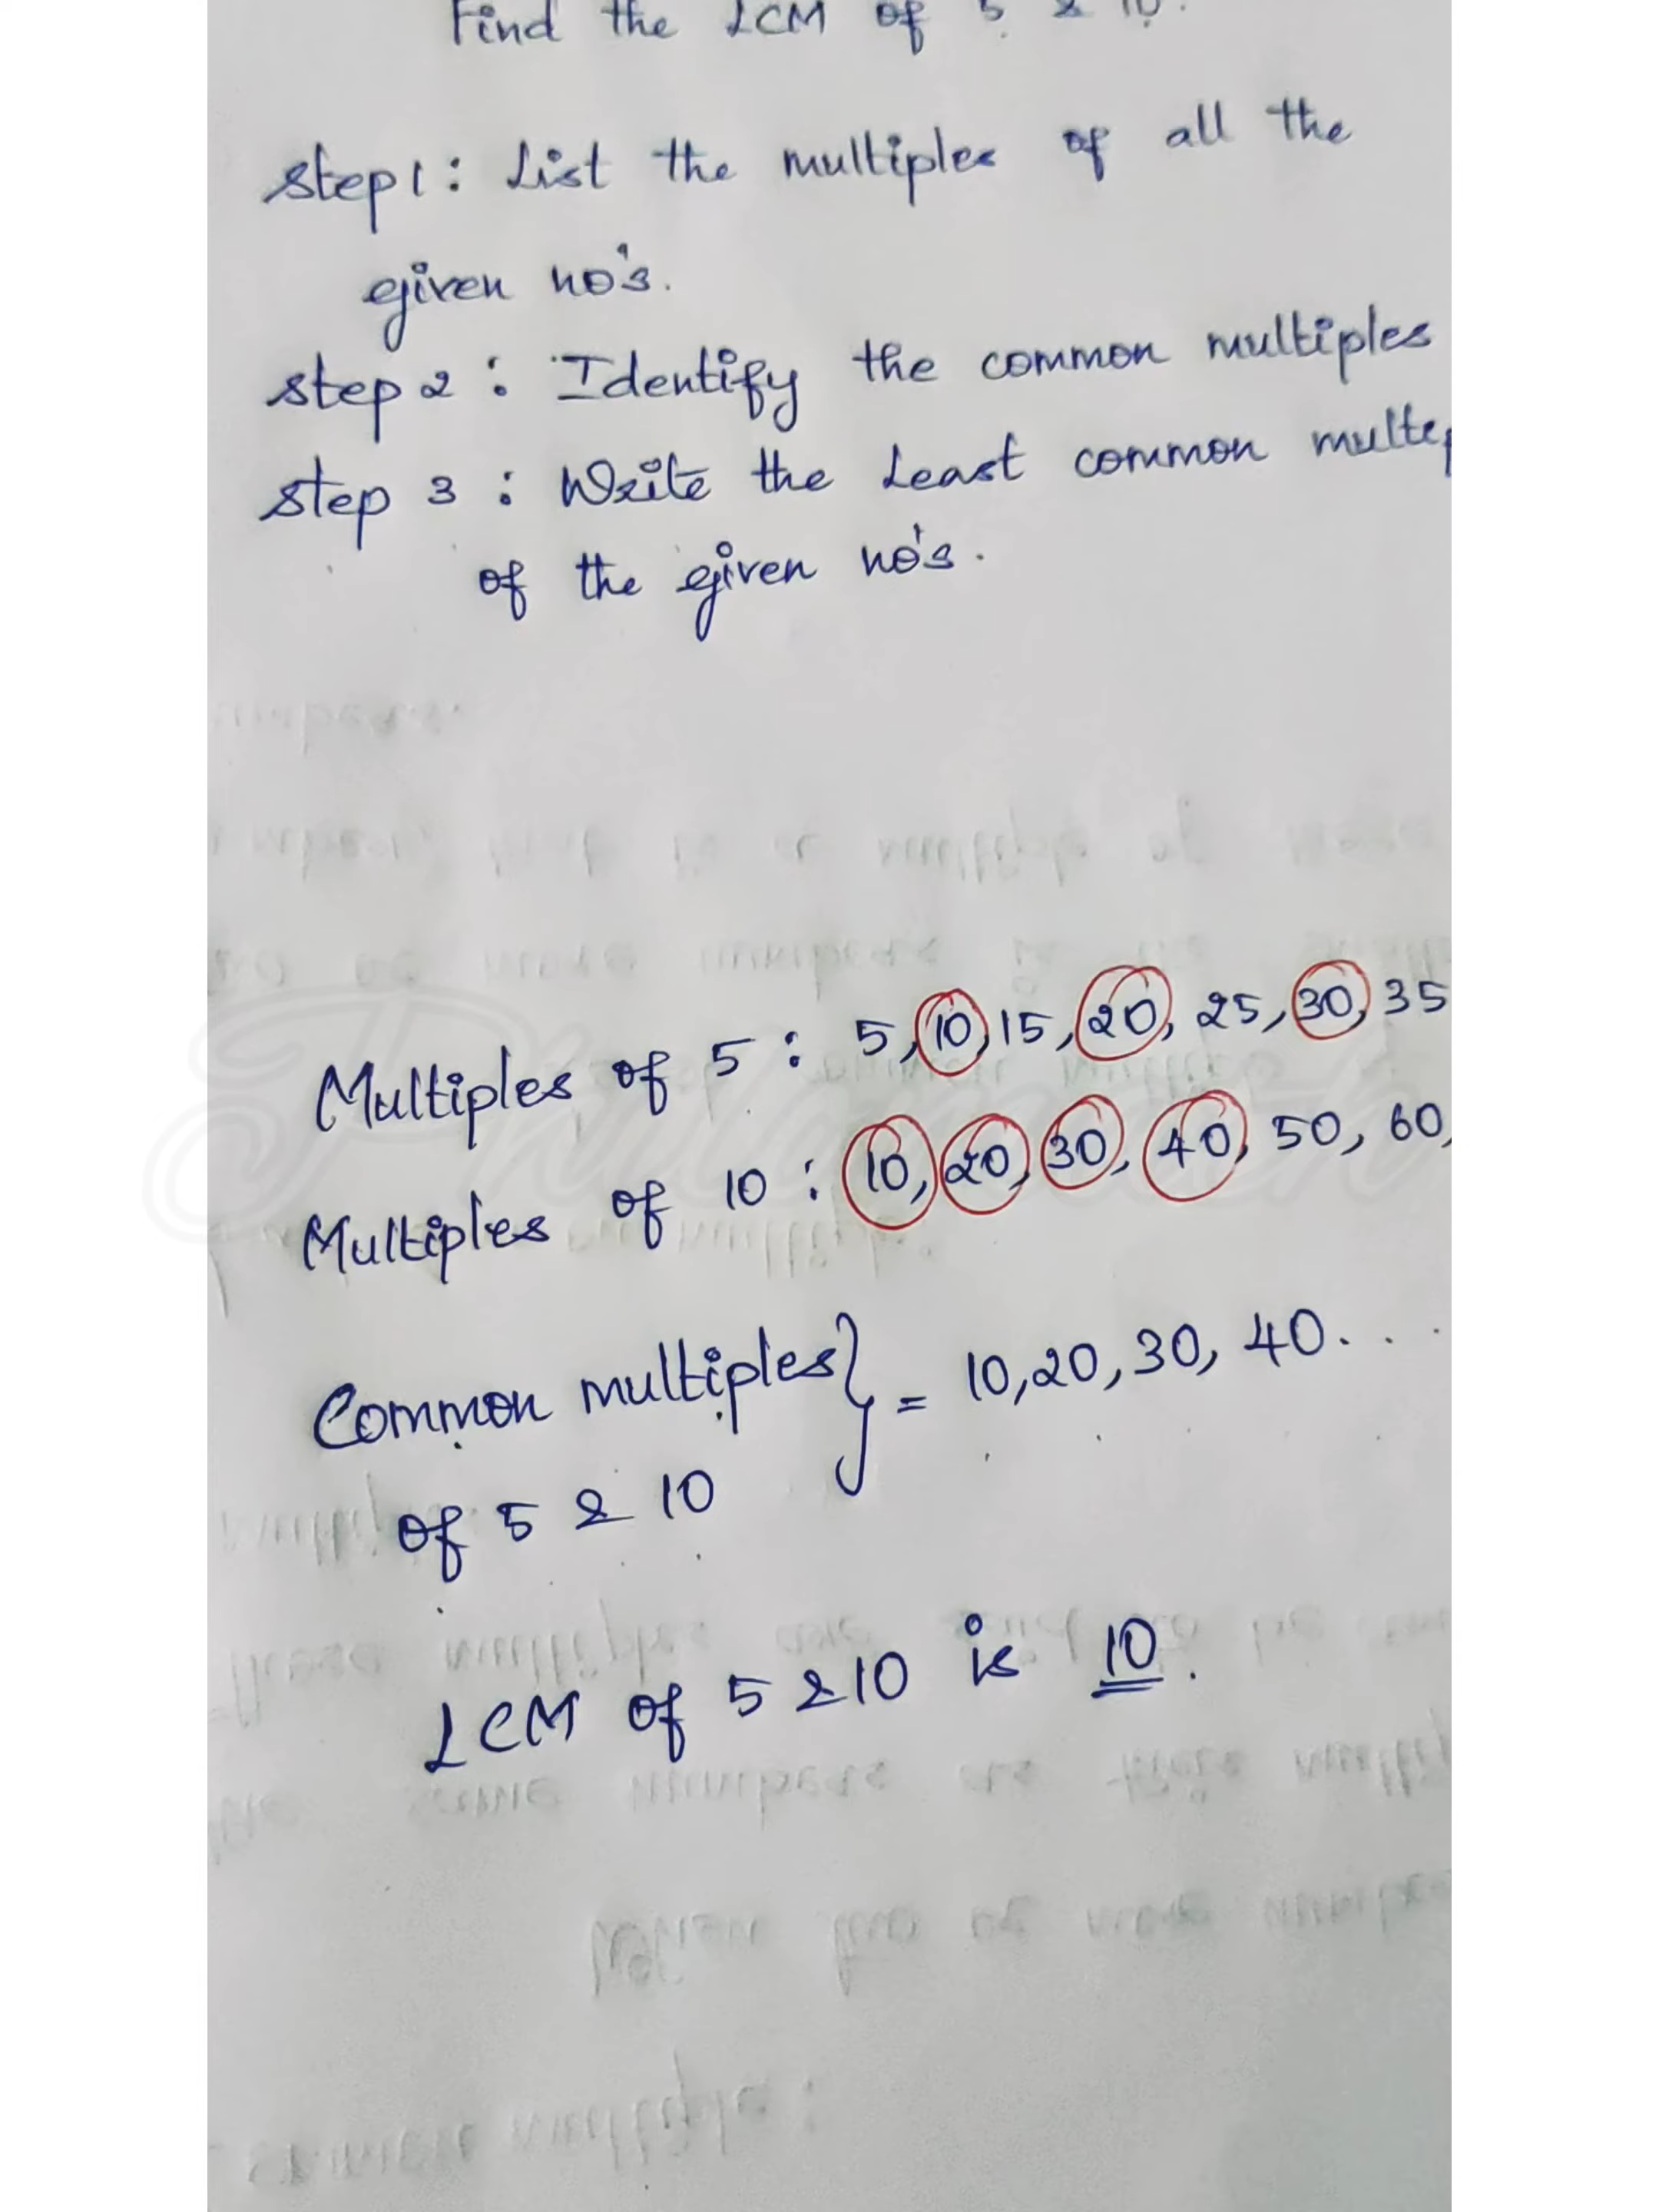 Find the LCM of 5 & 10.
Step 1 : List the multiples of all the
given no's.
Step 2 : Identify the common multiples
Step 3 : Write the Least common
of the given no's.
Multiples of 5 : 5, 10, 15, 20, 25, 30, 35
Multiples of 10 : 10, 20, 30, 40, 50, 60,
Common multiples } = 10, 20, 30, 40...
of 5 & 10
LCM of 5 & 10 is 10.